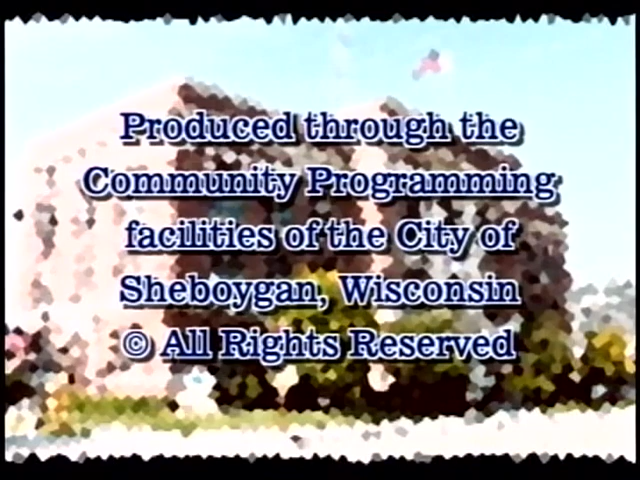 Produced through the
Community Programming
facilities of the City of
Sheboygan, Wisconsin
© All Rights Reserved